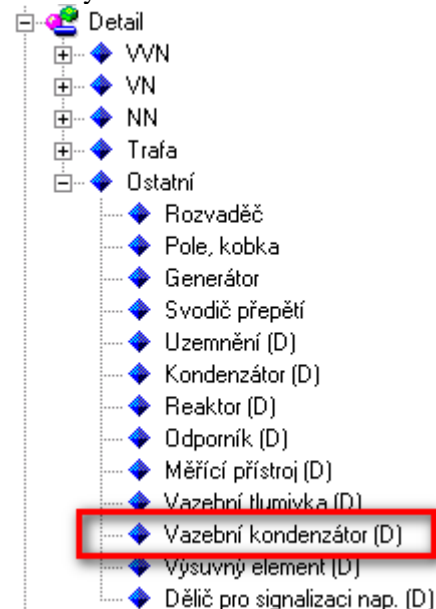 Detail
VVN
VN
NN
Trafa
Ostatní
Rozvaděč
Pole, kobka
Generátor
Svodič přepětí
Uzemnění (D)
Kondenzátor (D)
Reaktor (D)
Odporník (D)
Měřící přístroj (D)
Vazební tlumivka (D)
Vazební kondenzátor (D)
Výsuvný element (D)
Dělič pro signalizaci nap. (D)